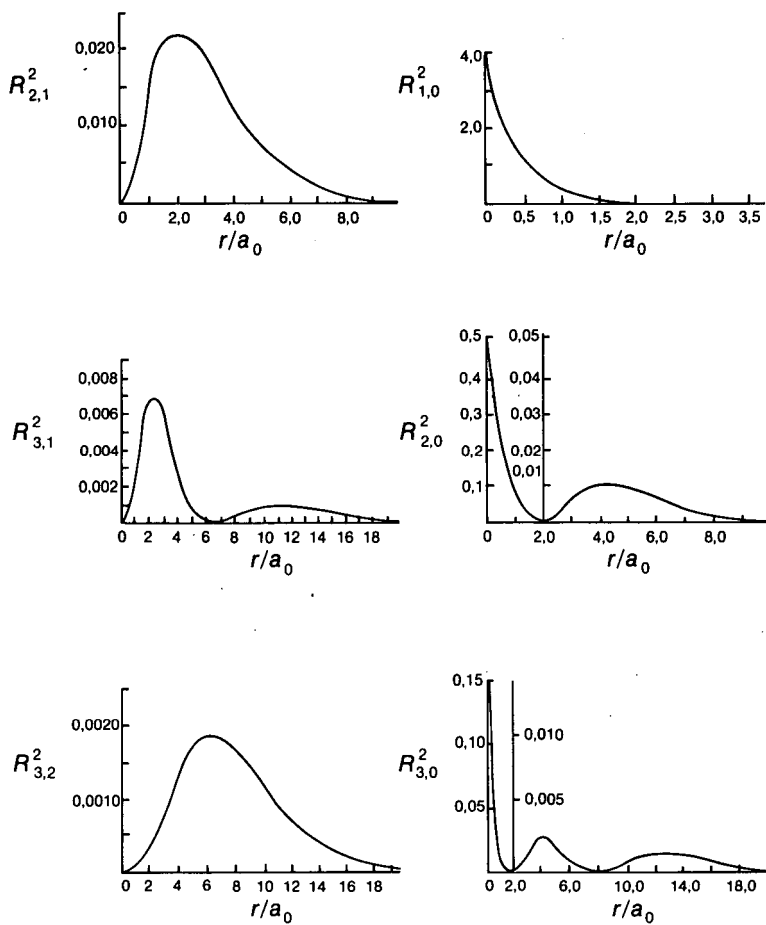 0,020
R²₂,₁
0,010
0 2,0 4,0 6,0 8,0
r/a₀
4,0
R²₁,₀
2,0
0 0,5 1,0 1,5 2,0 2,5 3,0 3,5
r/a₀
0,008
0,006
R²₃,₁
0,004
0,002
0 2 4 6 8 10 12 14 16 18
r/a₀
0,5 0,05
0,4 0,04
0,3 0,03
R²₂,₀
0,2 0,02
0,01
0,1
0 2,0 4,0 6,0 8,0
r/a₀
0,0020
R²₃,₂
0,0010
0 2 4 6 8 10 12 14 16 18
r/a₀
0,15
0,10 0,010
R²₃,₀
0,05 0,005
0 2,0 6,0 10,0 14,0 18,0
r/a₀